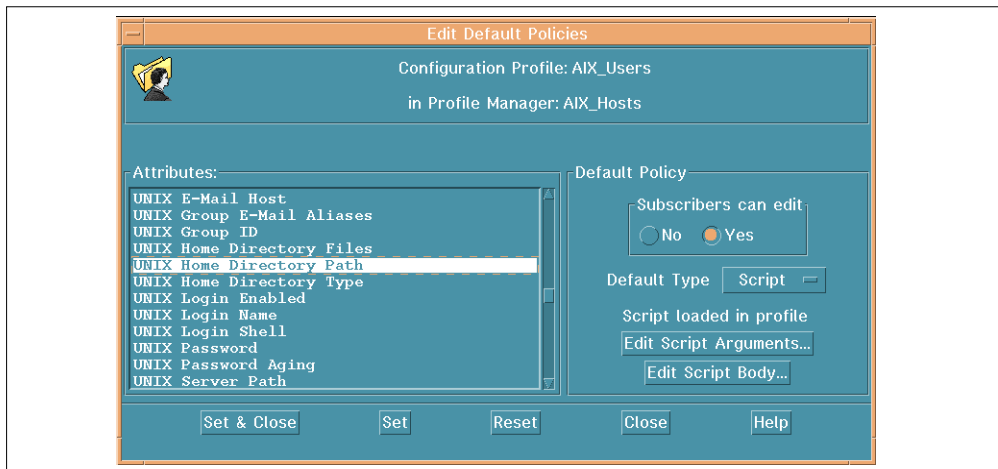 Edit Default Policies
Configuration Profile: AIX_Users
in Profile Manager: AIX_Hosts
Attributes:
UNIX E-Mail Host
UNIX Group E-Mail Aliases
UNIX Group ID
UNIX Home Directory Files
UNIX Home Directory Path
UNIX Home Directory Type
UNIX Login Enabled
UNIX Login Name
UNIX Login Shell
UNIX Password
UNIX Password Aging
UNIX Server Path
Default Policy
Subscribers can edit
No Yes
Default Type Script
Script loaded in profile
Edit Script Arguments...
Edit Script Body...
Set & Close Set Reset Close Help